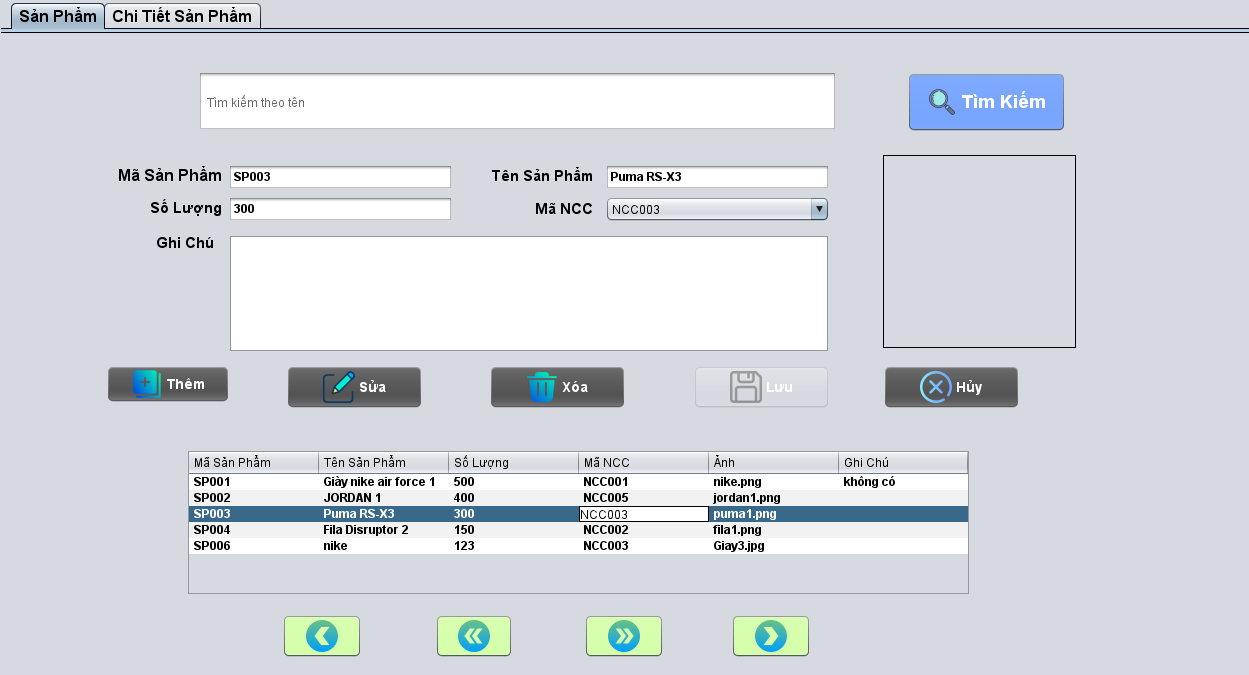 Sản Phẩm Chi Tiết Sản Phẩm
Tìm kiếm theo tên
Tìm Kiếm
Mã Sản Phẩm SP003 Tên Sản Phẩm Puma RS-X3
Số Lượng 300 Mã NCC NCC003
Ghi Chú
Thêm Sửa Xóa Lưu Hủy
Mã Sản Phẩm Tên Sản Phẩm Số Lượng Mã NCC Ảnh Ghi Chú
SP001 Giày nike air force 1 500 NCC001 nike.png không có
SP002 JORDAN 1 400 NCC005 jordan1.png
SP003 Puma RS-X3 300 NCC003 puma1.png
SP004 Fila Disruptor 2 150 NCC002 fila1.png
SP006 nike 123 NCC003 Giay3.jpg